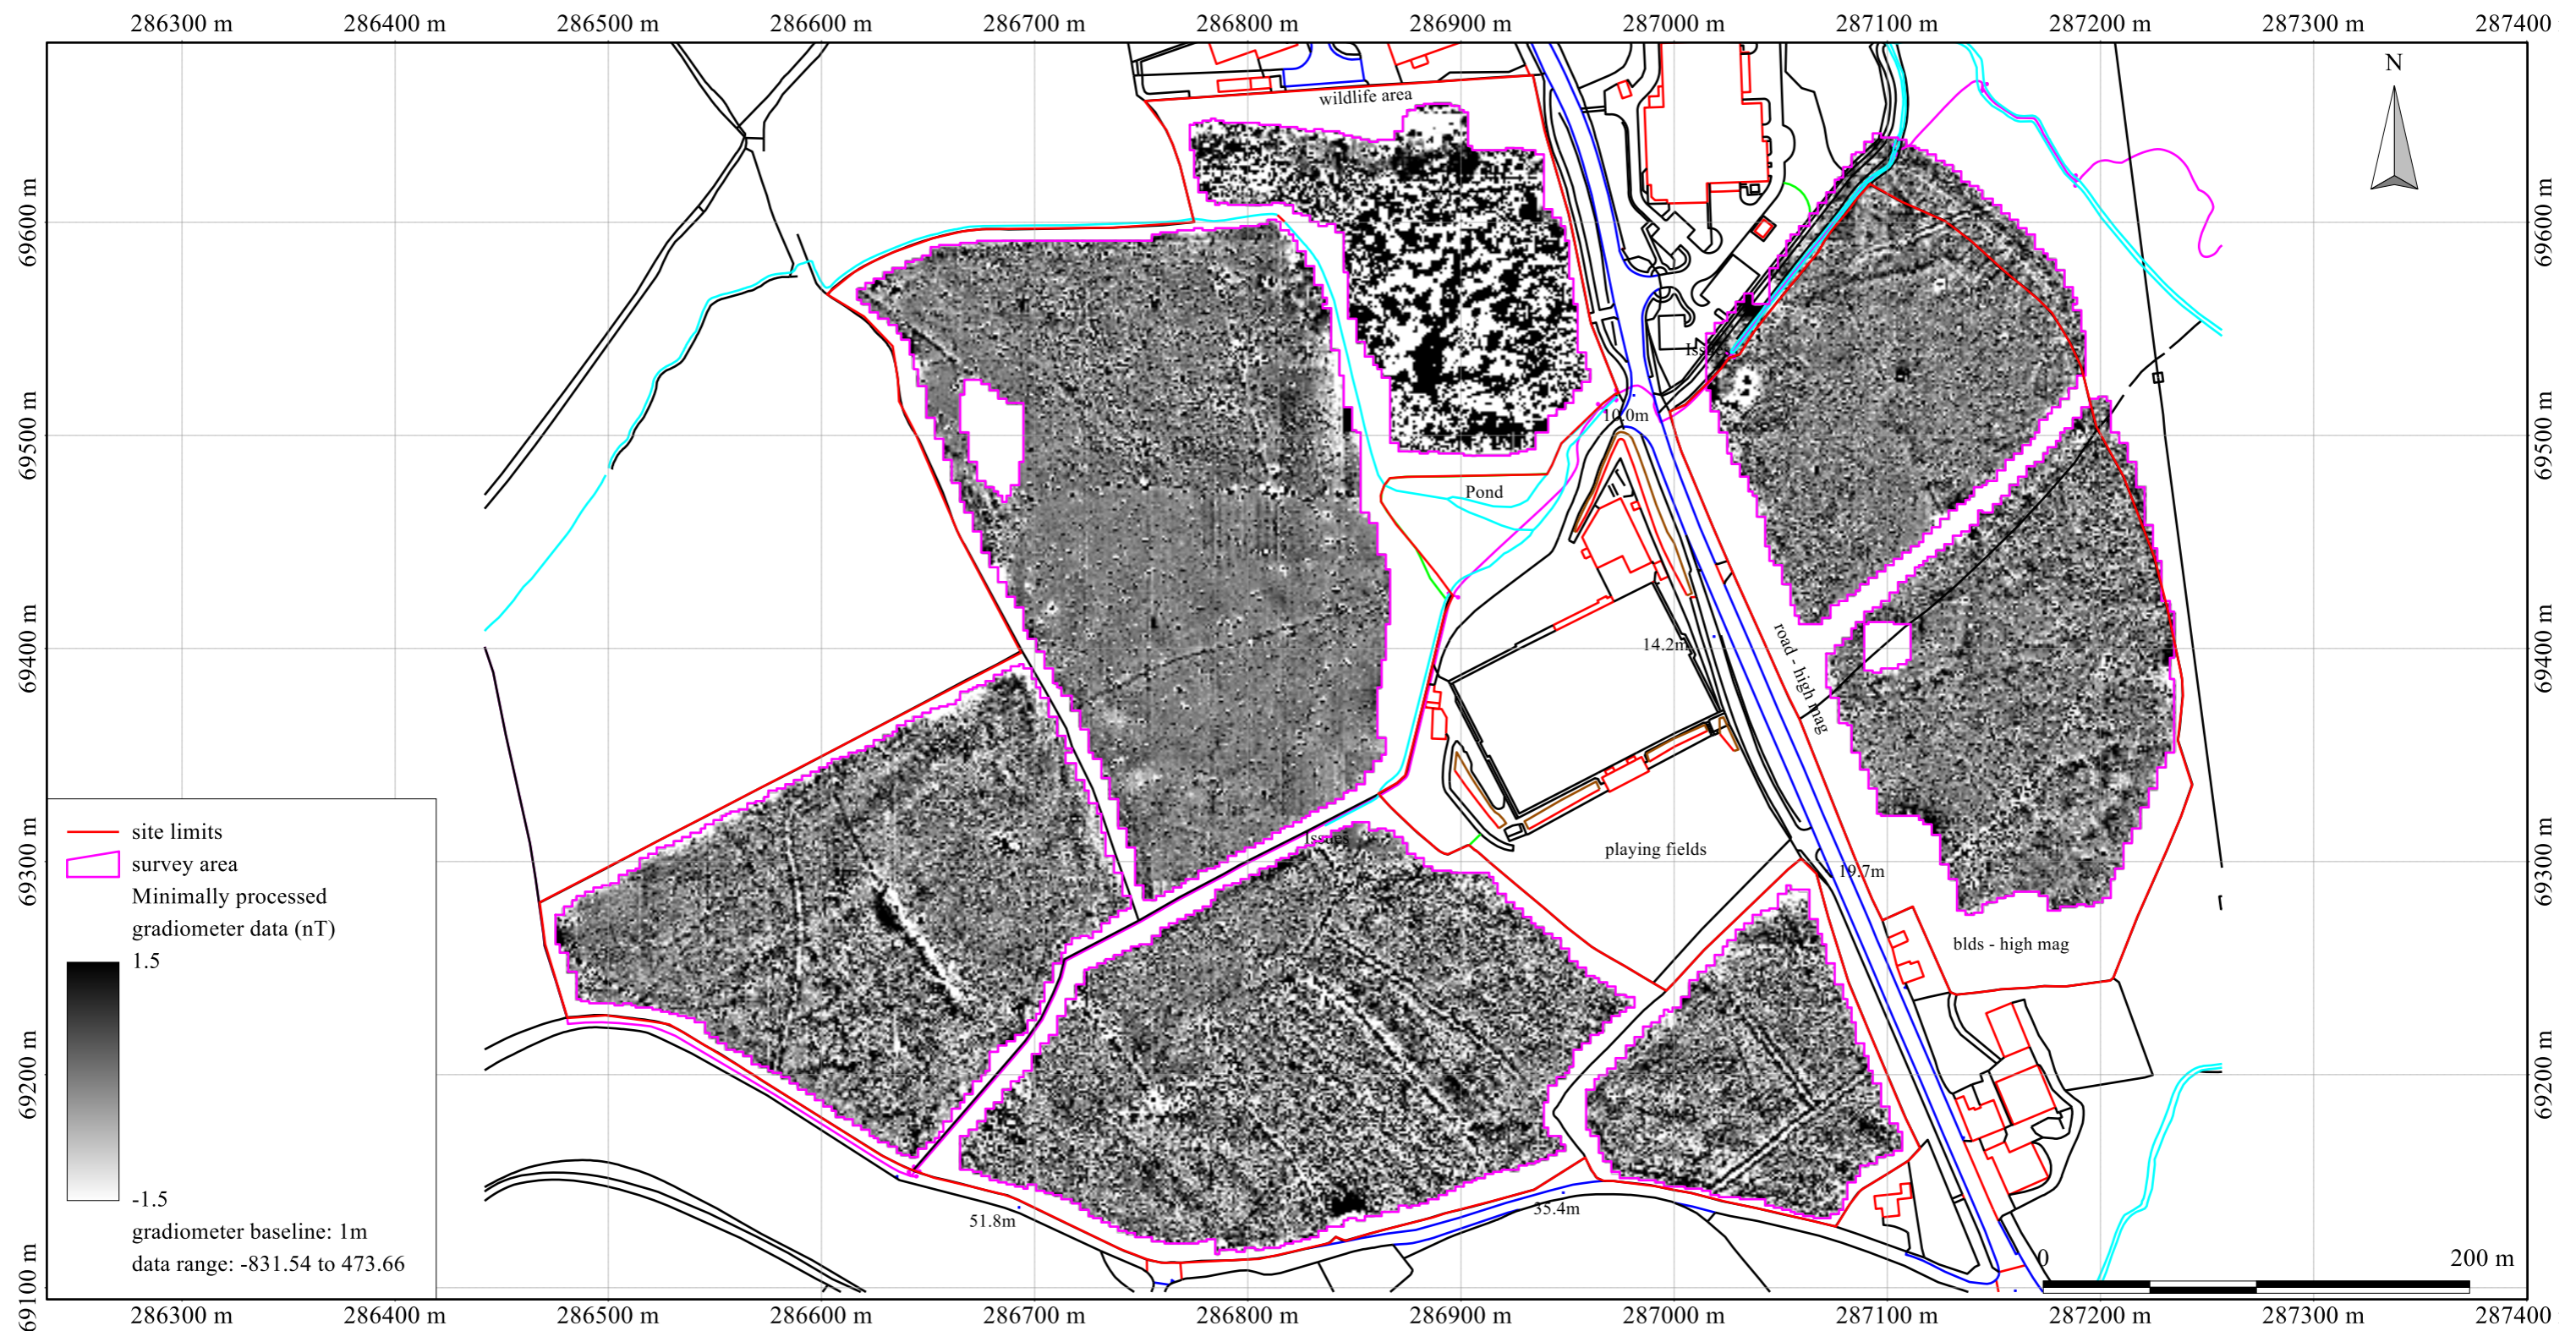 286300 m 286400 m 286500 m 286600 m 286700 m 286800 m 286900 m 287000 m 287100 m 287200 m 287300 m 287400
N
wildlife area
69600 m
69600 m
Issues
69500 m
10.0m
69500 m
Pond
69400 m
14.2m
road - high mag
69400 m
Issues
playing fields
69300 m
19.7m
69300 m
blds - high mag
site limits
survey area
Minimally processed
gradiometer data (nT)
1.5
-1.5
gradiometer baseline: 1m
data range: -831.54 to 473.66
69200 m
69200 m
51.8m
35.4m
69100 m
69100 m
0 200 m
286300 m 286400 m 286500 m 286600 m 286700 m 286800 m 286900 m 287000 m 287100 m 287200 m 287300 m 287400